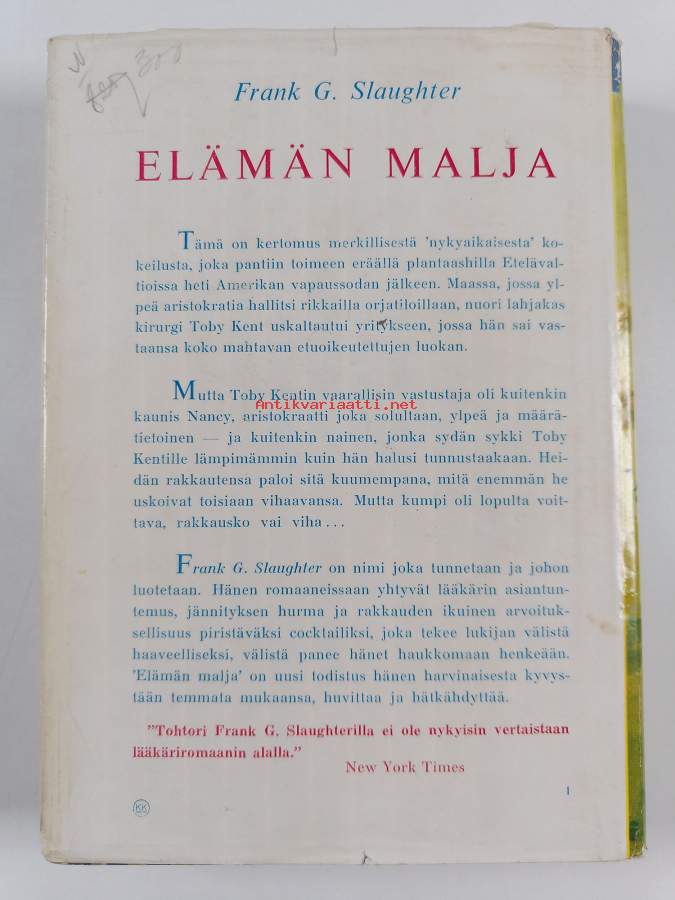 Frank G. Slaughter
ELÄMÄN MALJA
Tämä on kertomus merkillisestä 'nykyaikaisesta' ko-
keilusta, joka pantiin toimeen eräällä plantaashilla Eteläval-
tioissa heti Amerikan vapaussodan jälkeen. Maassa, jossa yl-
peä aristokratia hallitsi rikkailla orjatiloillaan, nuori lahjakas
kirurgi Toby Kent uskaltautui yritykseen, jossa hän sai vas-
taansa koko mahtavan etuoikeutettujen luokan.
Mutta Toby Kentin vaarallisin vastustaja oli kuitenkin
Antikvariaatti.net
kaunis Nancy, aristokraatti joka solultaan, ylpeä ja määrä-
tietoinen — ja kuitenkin nainen, jonka sydän sykki Toby
Kentille lämpimämmin kuin hän halusi tunnustaakaan. Hei-
dän rakkautensa paloi sitä kuumempana, mitä enemmän he
uskoivat toisiaan vihaavansa. Mutta kumpi oli lopulta voit-
tava, rakkausko vai viha...
Frank G. Slaughter on nimi joka tunnetaan ja johon
luotetaan. Hänen romaaneissaan yhtyvät lääkärin asiantun-
temus, jännityksen hurma ja rakkauden ikuinen arvoituk-
sellisuus piristäväksi cocktailiksi, joka tekee lukijan välistä
haaveelliseksi, välistä panee hänet haukkomaan henkeään.
'Elämän malja' on uusi todistus hänen harvinaisesta kyvys-
tään temmata mukaansa, huvittaa ja hätkähdyttää.
"Tohtori Frank G. Slaughterilla ei ole nykyisin vertaistaan
lääkäriromaanin alalla."
New York Times
1
KK